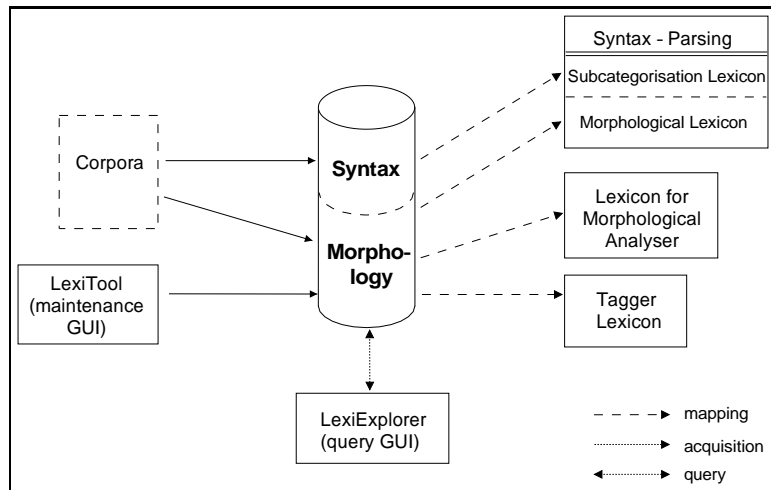 Syntax - Parsing
Subcategorisation Lexicon
Morphological Lexicon
Corpora
Syntax
Morpho-
logy
Lexicon for
Morphological
Analyser
LexiTool
(maintenance
GUI)
Tagger
Lexicon
LexiExplorer
(query GUI)
mapping
acquisition
query